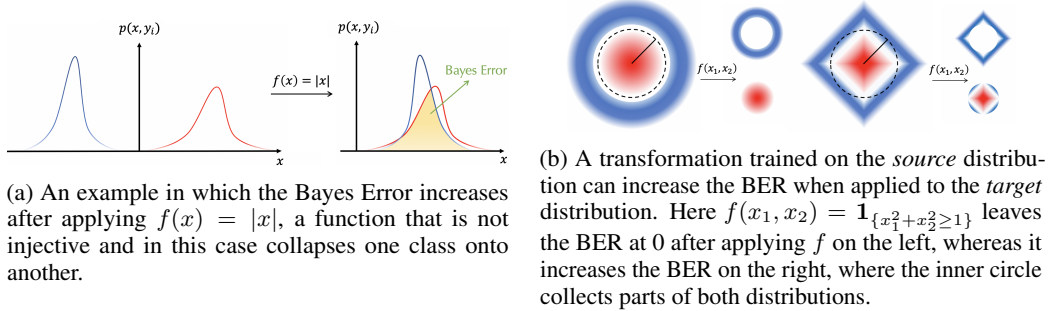 p(x, y_i)
f(x) = |x|
Bayes Error
x
x
(a) An example in which the Bayes Error increases
after applying f(x) = |x|, a function that is not
injective and in this case collapses one class onto
another.
f(x_1, x_2)
f(x_1, x_2)
(b) A transformation trained on the source distribu-
tion can increase the BER when applied to the target
distribution. Here f(x_1, x_2) = 1_{{x_1^2+x_2^2≥1}} leaves
the BER at 0 after applying f on the left, whereas it
increases the BER on the right, where the inner circle
collects parts of both distributions.